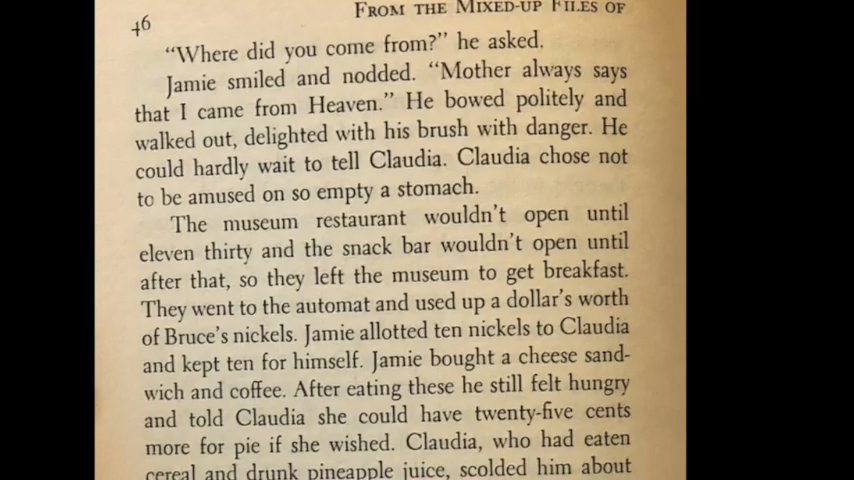 46
FROM THE MIXED-UP FILES OF
"Where did you come from?" he asked.
Jamie smiled and nodded. "Mother always says
that I came from Heaven." He bowed politely and
walked out, delighted with his brush with danger. He
could hardly wait to tell Claudia. Claudia chose not
to be amused on so empty a stomach.
The museum restaurant wouldn't open until
eleven thirty and the snack bar wouldn't open until
after that, so they left the museum to get breakfast.
They went to the automat and used up a dollar's worth
of Bruce's nickels. Jamie allotted ten nickels to Claudia
and kept ten for himself. Jamie bought a cheese sand-
wich and coffee. After eating these he still felt hungry
and told Claudia she could have twenty-five cents
more for pie if she wished. Claudia, who had eaten
cereal and drunk pineapple juice, scolded him about